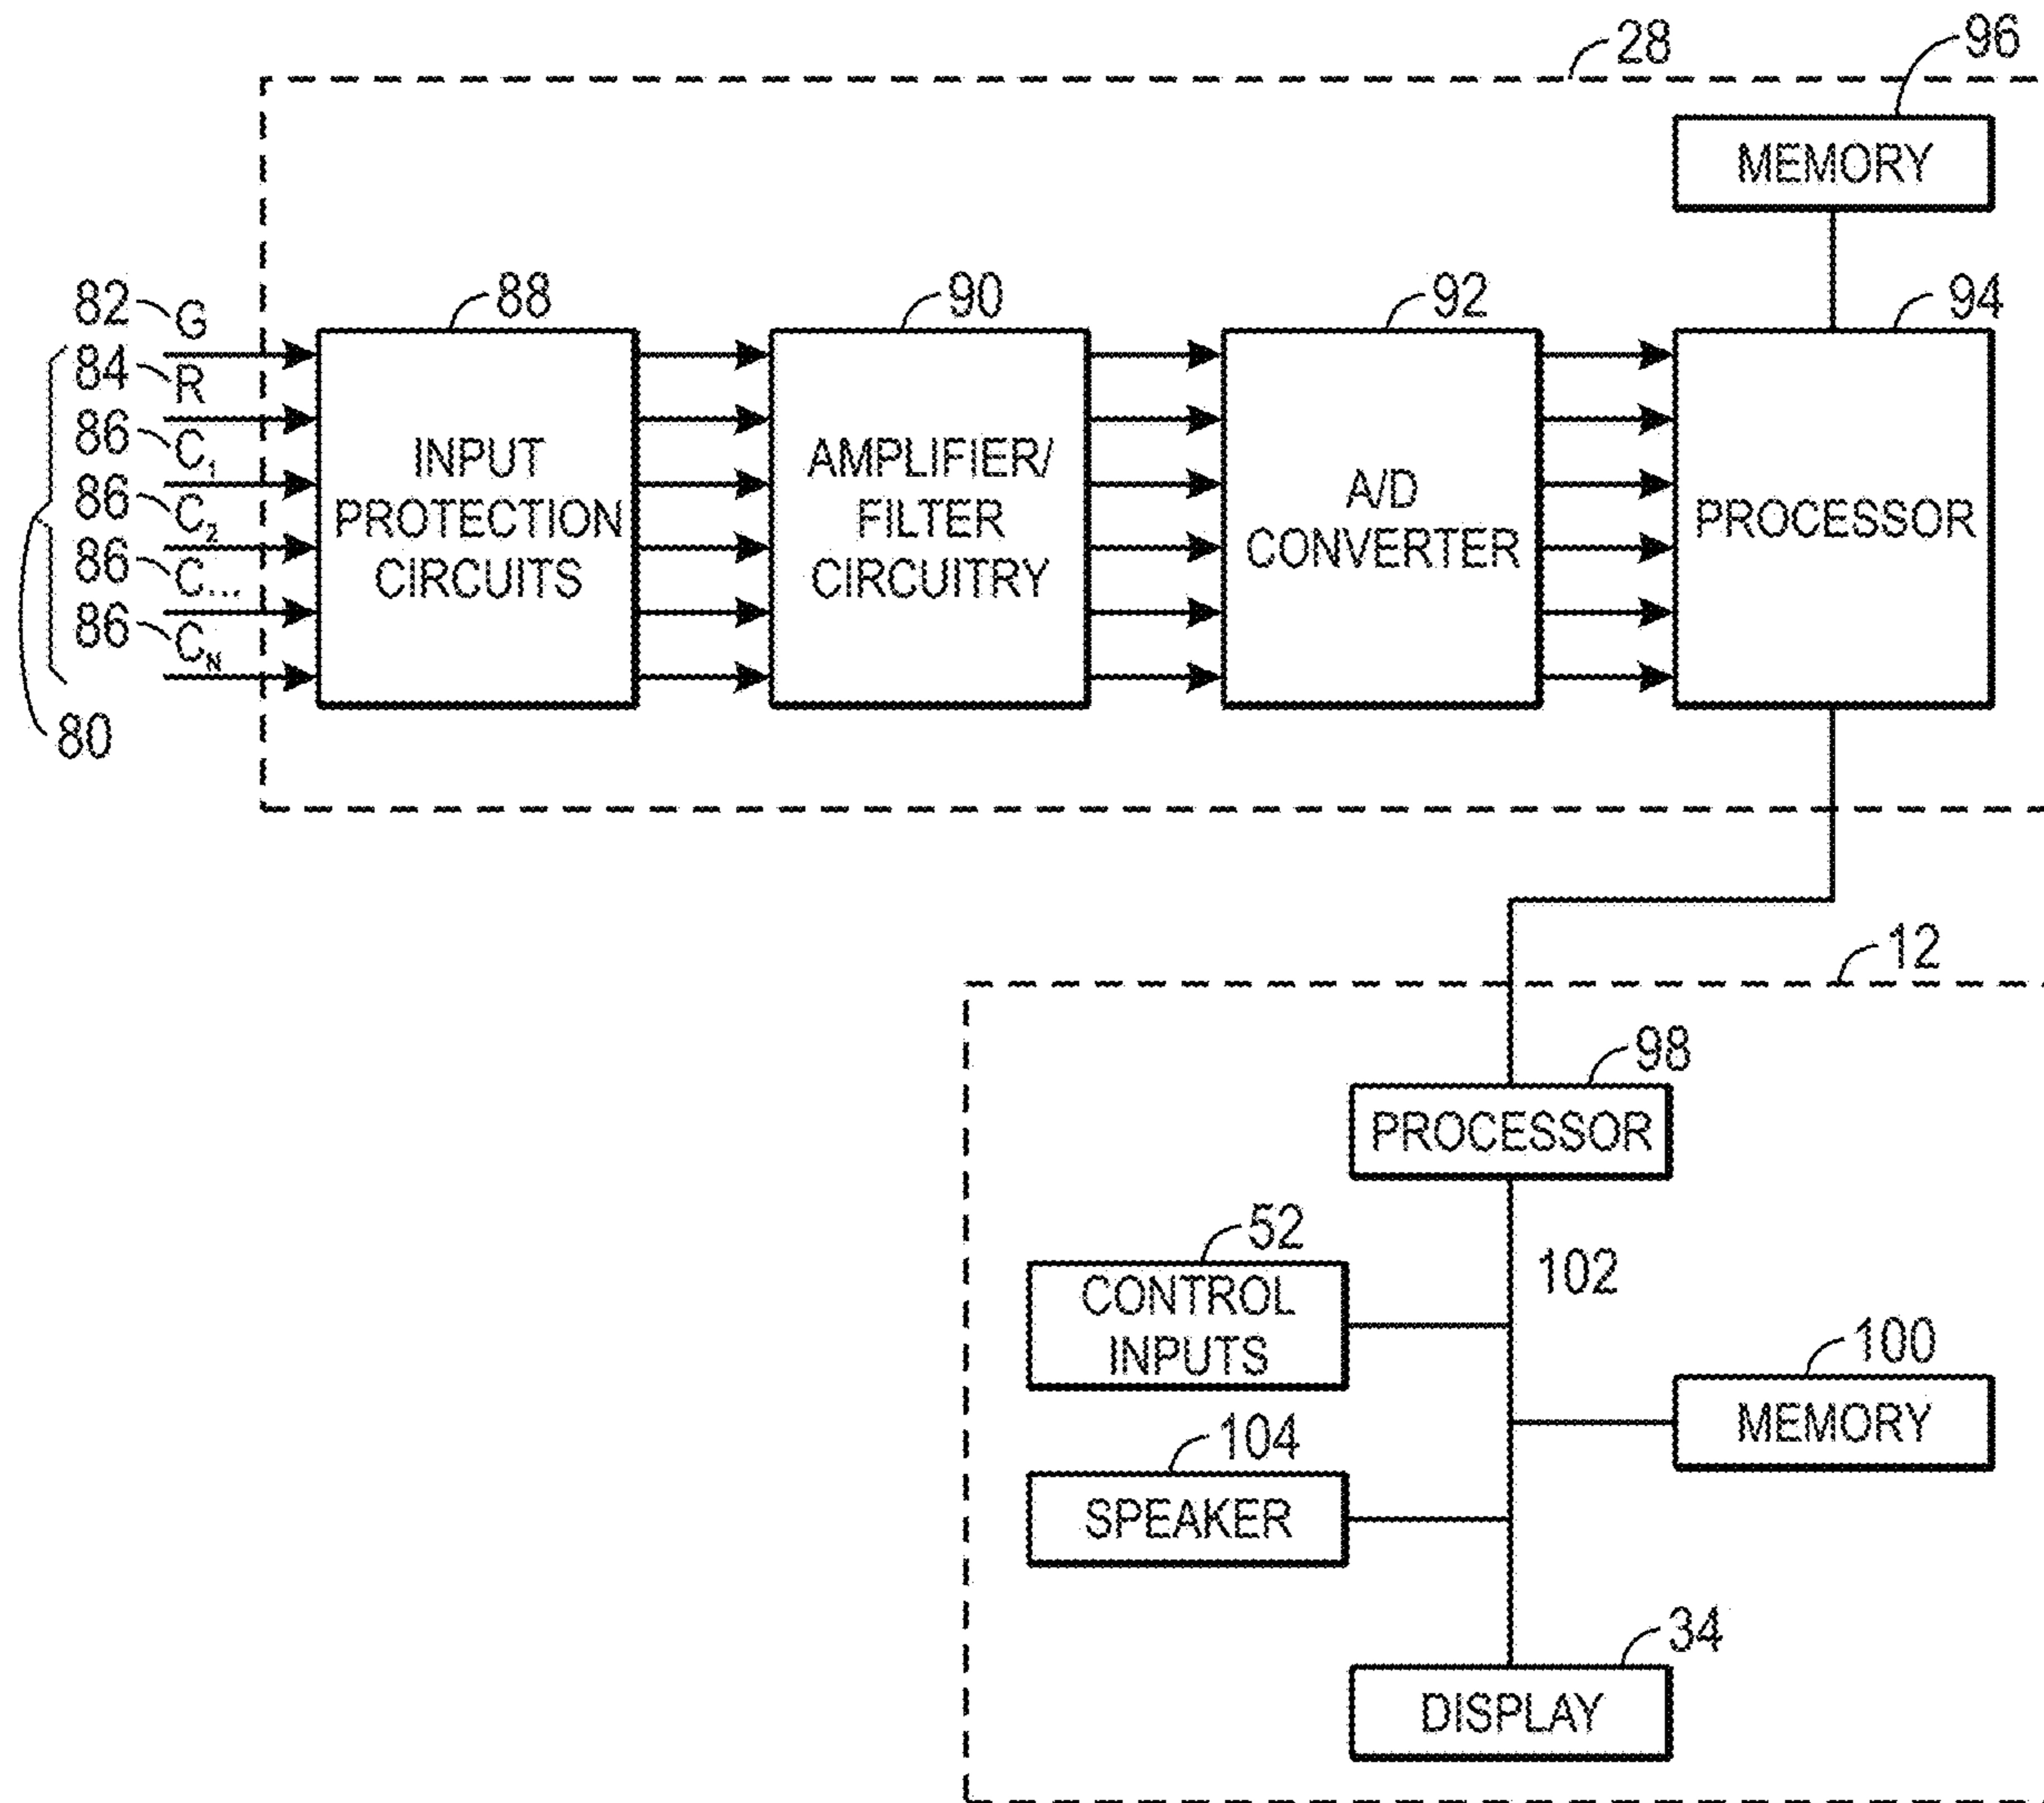 28
96
MEMORY
82 G
84 R
86 C₁
86 C₂
86 C...
86 Cₙ
80
88
INPUT
PROTECTION
CIRCUITS
90
AMPLIFIER/
FILTER
CIRCUITRY
92
A/D
CONVERTER
94
PROCESSOR
12
98
PROCESSOR
102
52
CONTROL
INPUTS
100
MEMORY
104
SPEAKER
34
DISPLAY